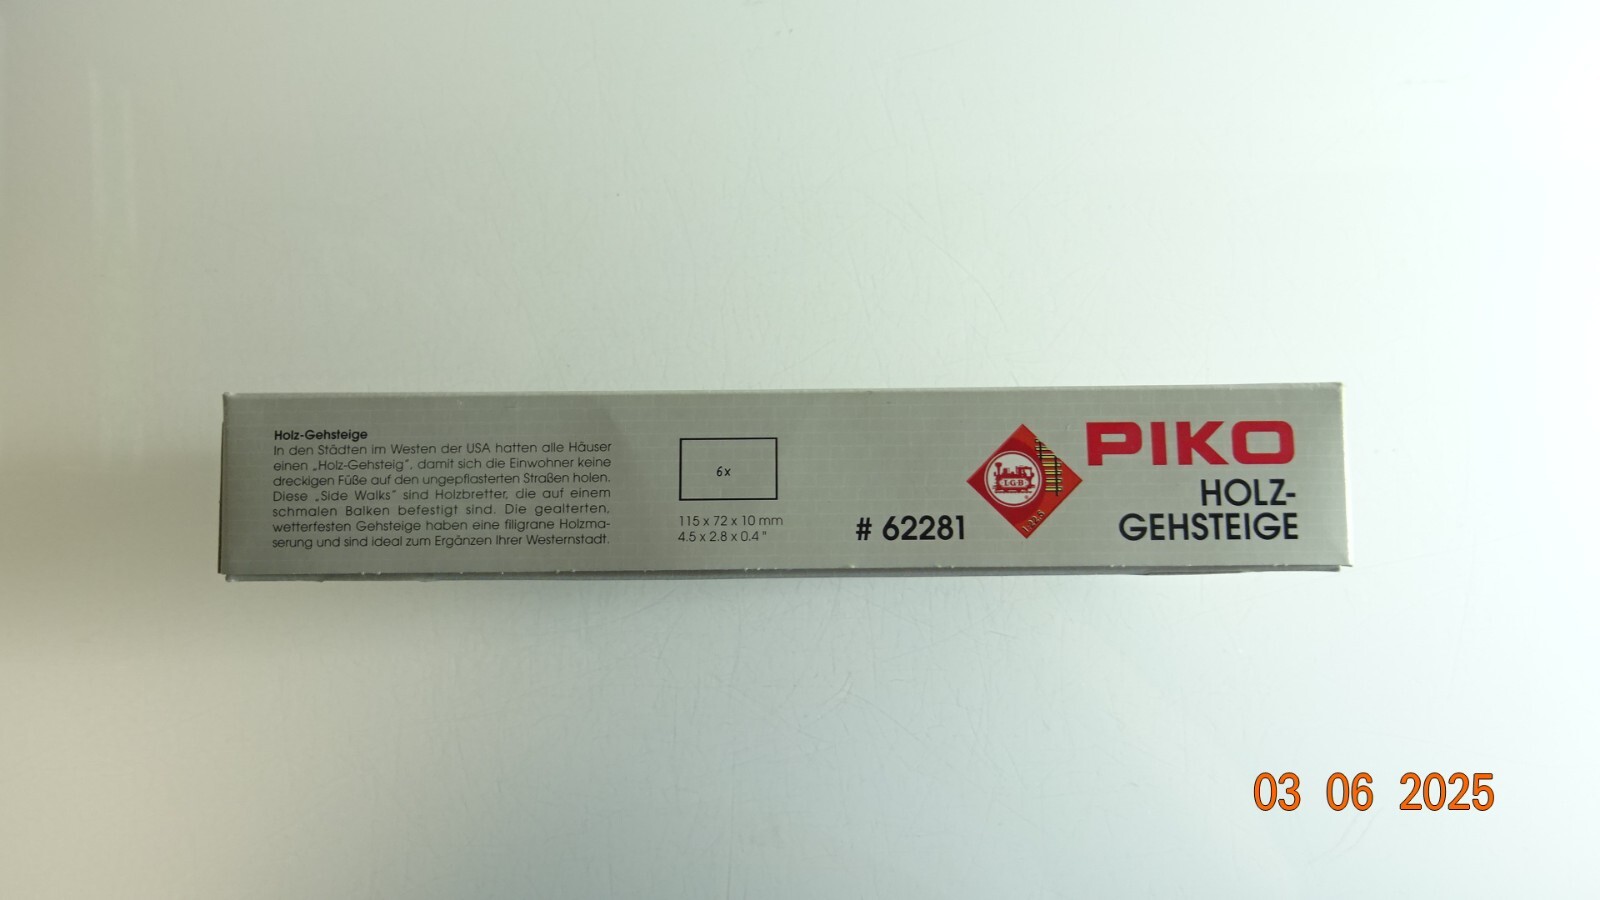 Holz-Gehsteige
In den Städten im Westen der USA hatten alle Häuser
einen „Holz-Gehsteig", damit sich die Einwohner keine
dreckigen Füße auf den ungepflasterten Straßen holen.
Diese „Side Walks" sind Holzbretter, die auf einem
schmalen Balken befestigt sind. Die gealterten,
wetterfesten Gehsteige haben eine filigrane Holzma-
serung und sind ideal zum Ergänzen Ihrer Westernstadt.
6x
115 x 72 x 10 mm
4.5 x 2.8 x 0.4 "
# 62281
LGB
PIKO
HOLZ-
GEHSTEIGE
03 06 2025